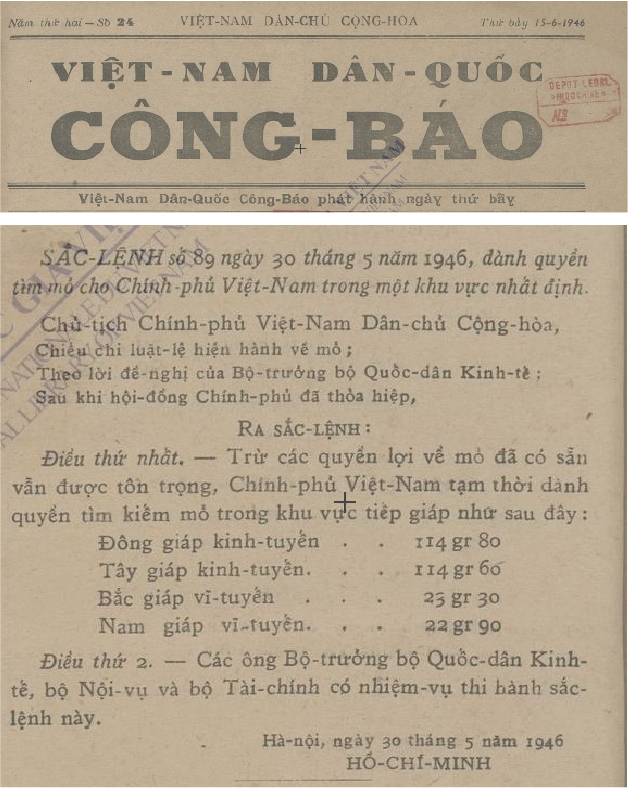 Năm thứ hai — Số 24 VIỆT-NAM DÂN-CHỦ CỘNG-HÒA Thứ bảy 15-6-1946
VIỆT-NAM DÂN-QUỐC
DEPOT LEGAL
INDOCHINE
Nº
CÔNG-BÁO
Việt-Nam Dân-Quốc Công-Báo phát hành ngày thứ bẩy
SẮC-LỆNH số 89 ngày 30 tháng 5 năm 1946, dành quyền
tìm mỏ cho Chính-phủ Việt-Nam trong một khu vực nhất định.
Chủ-tịch Chính-phủ Việt-Nam Dân-chủ Cộng-hòa,
Chiểu chi luật-lệ hiện hành về mỏ ;
Theo lời đề-nghị của Bộ-trưởng bộ Quốc-dân Kinh-tế ;
Sau khi hội-đồng Chính-phủ đã thỏa hiệp,
RA SẮC-LỆNH :
Điều thứ nhất. — Trừ các quyền lợi về mỏ đã có sẵn
vẫn được tôn trọng, Chính-phủ Việt-Nam tạm thời dành
quyền tìm kiếm mỏ trong khu vực tiếp giáp như sau đây :
Đông giáp kinh-tuyến . . 114 gr 80
Tây giáp kinh-tuyến. . . 114 gr 60
Bắc giáp vĩ-tuyến . . . 23 gr 30
Nam giáp vĩ-tuyến. . . 22 gr 90
Điều thứ 2. — Các ông Bộ-trưởng bộ Quốc-dân Kinh-
tế, bộ Nội-vụ và bộ Tài-chính có nhiệm-vụ thi hành sắc-
lệnh này.
Hà-nội, ngày 30 tháng 5 năm 1946
HỒ-CHÍ-MINH